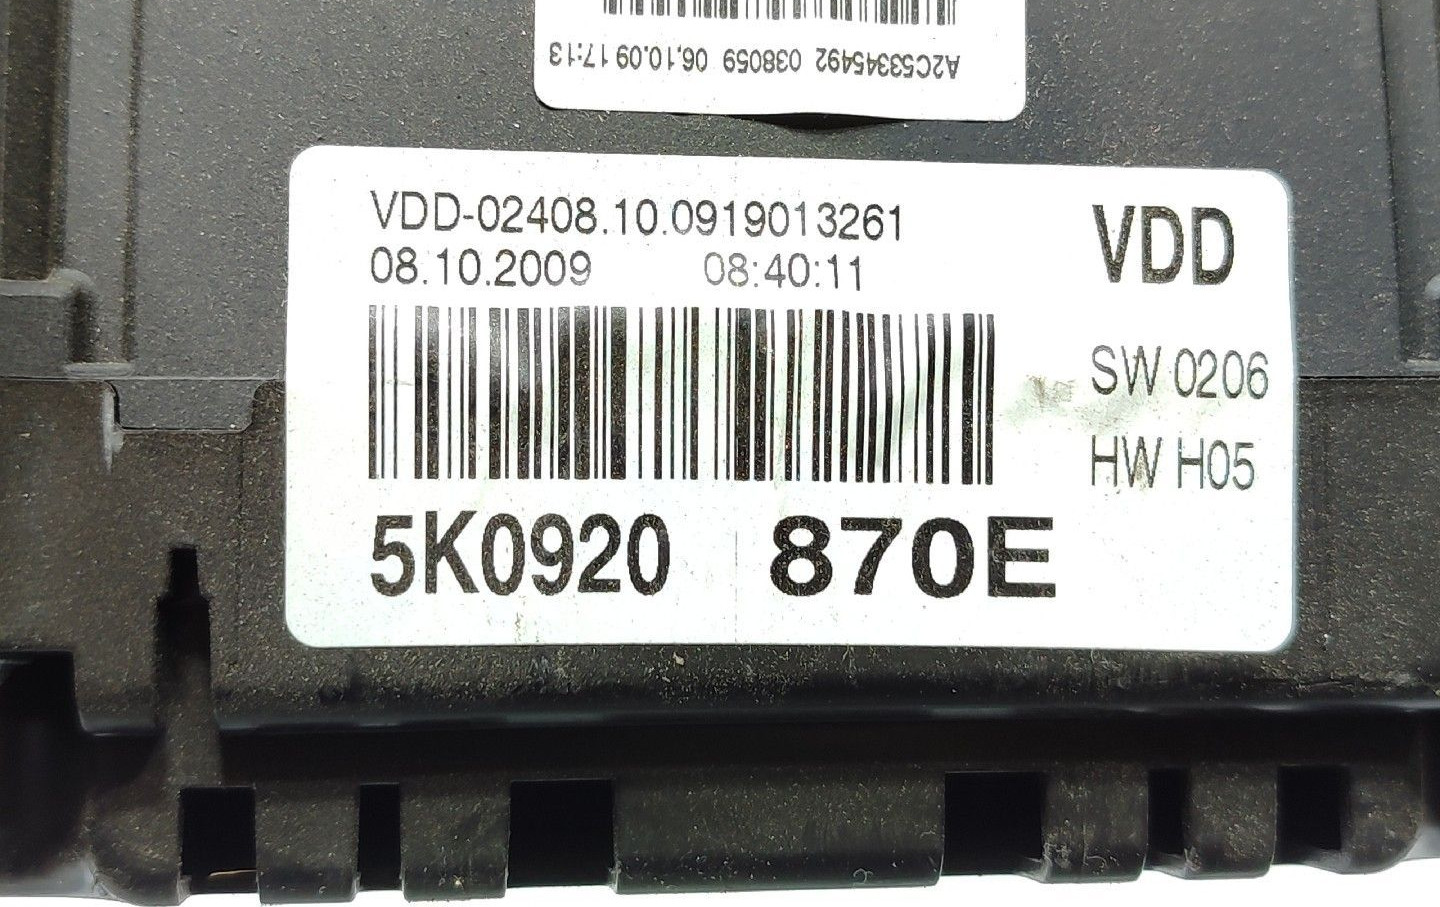 A2C53345492 038059 06.10.09 17:13
VDD-02408.10.0919013261
08.10.2009 08:40:11
VDD
SW 0206
HW H05
5K0920 870E